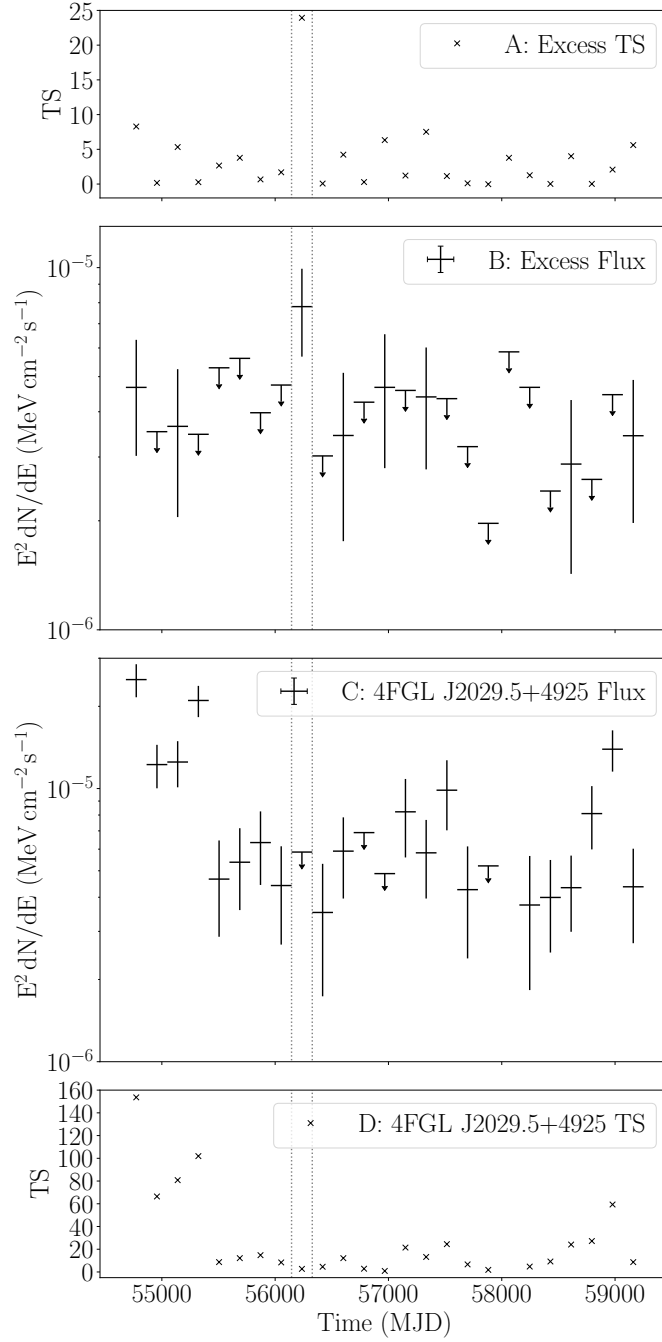 25
20
15
10
5
0
TS
A: Excess TS
10⁻⁵
10⁻⁶
E² dN/dE (MeV cm⁻² s⁻¹)
B: Excess Flux
10⁻⁵
10⁻⁶
E² dN/dE (MeV cm⁻² s⁻¹)
C: 4FGL J2029.5+4925 Flux
160
140
120
100
80
60
40
20
0
TS
D: 4FGL J2029.5+4925 TS
55000 56000 57000 58000 59000
Time (MJD)